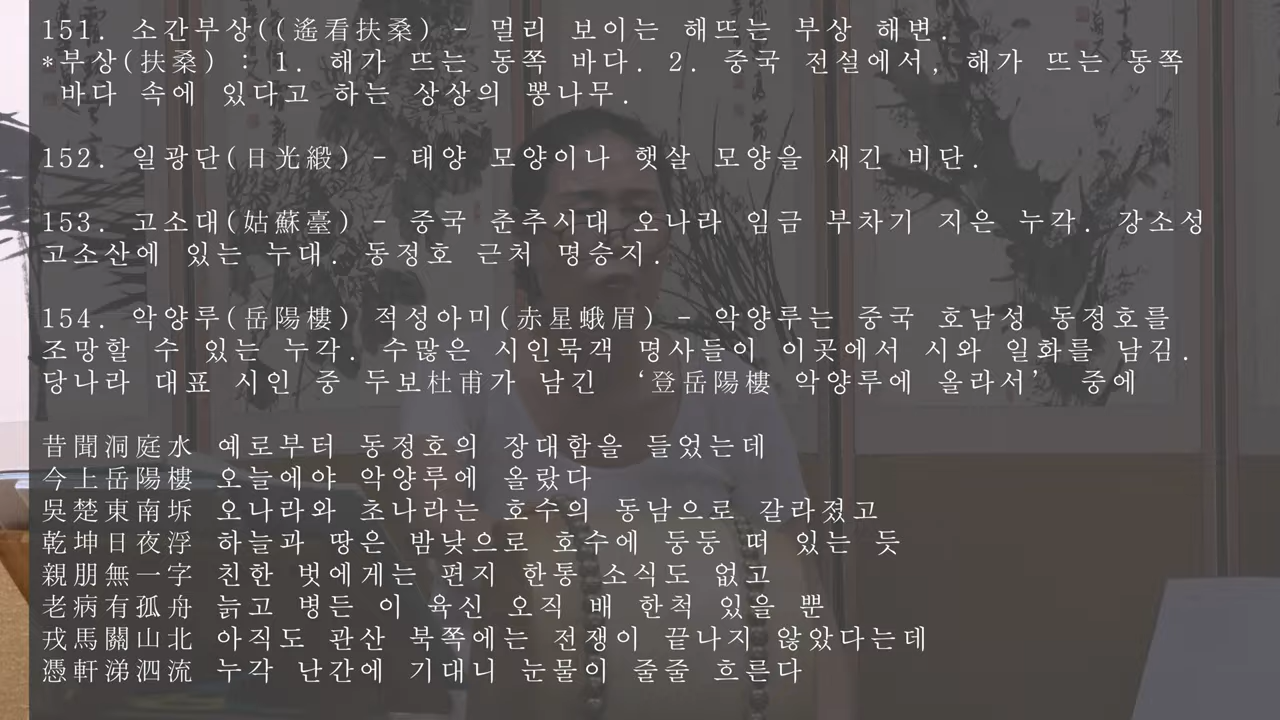 151. 소간부상((遙看扶桑) - 멀리 보이는 해뜨는 부상 해변.
*부상(扶桑) : 1. 해가 뜨는 동쪽 바다. 2. 중국 전설에서, 해가 뜨는 동쪽
바다 속에 있다고 하는 상상의 뽕나무.
152. 일광단(日光緞) - 태양 모양이나 햇살 모양을 새긴 비단.
153. 고소대(姑蘇臺) - 중국 춘추시대 오나라 임금 부차기 지은 누각. 강소성
고소산에 있는 누대. 동정호 근처 명승지.
154. 악양루(岳陽樓) 적성아미(赤星蛾眉) - 악양루는 중국 호남성 동정호를
조망할 수 있는 누각. 수많은 시인묵객 명사들이 이곳에서 시와 일화를 남김.
당나라 대표 시인 중 두보杜甫가 남긴 ‘登岳陽樓 악양루에 올라서’ 중에
昔聞洞庭水 예로부터 동정호의 장대함을 들었는데
今上岳陽樓 오늘에야 악양루에 올랐다
吳楚東南坼 오나라와 초나라는 호수의 동남으로 갈라졌고
乾坤日夜浮 하늘과 땅은 밤낮으로 호수에 둥둥 떠 있는 듯
親朋無一字 친한 벗에게는 편지 한통 소식도 없고
老病有孤舟 늙고 병든 이 육신 오직 배 한척 있을 뿐
戎馬關山北 아직도 관산 북쪽에는 전쟁이 끝나지 않았다는데
憑軒涕泗流 누각 난간에 기대니 눈물이 줄줄 흐른다